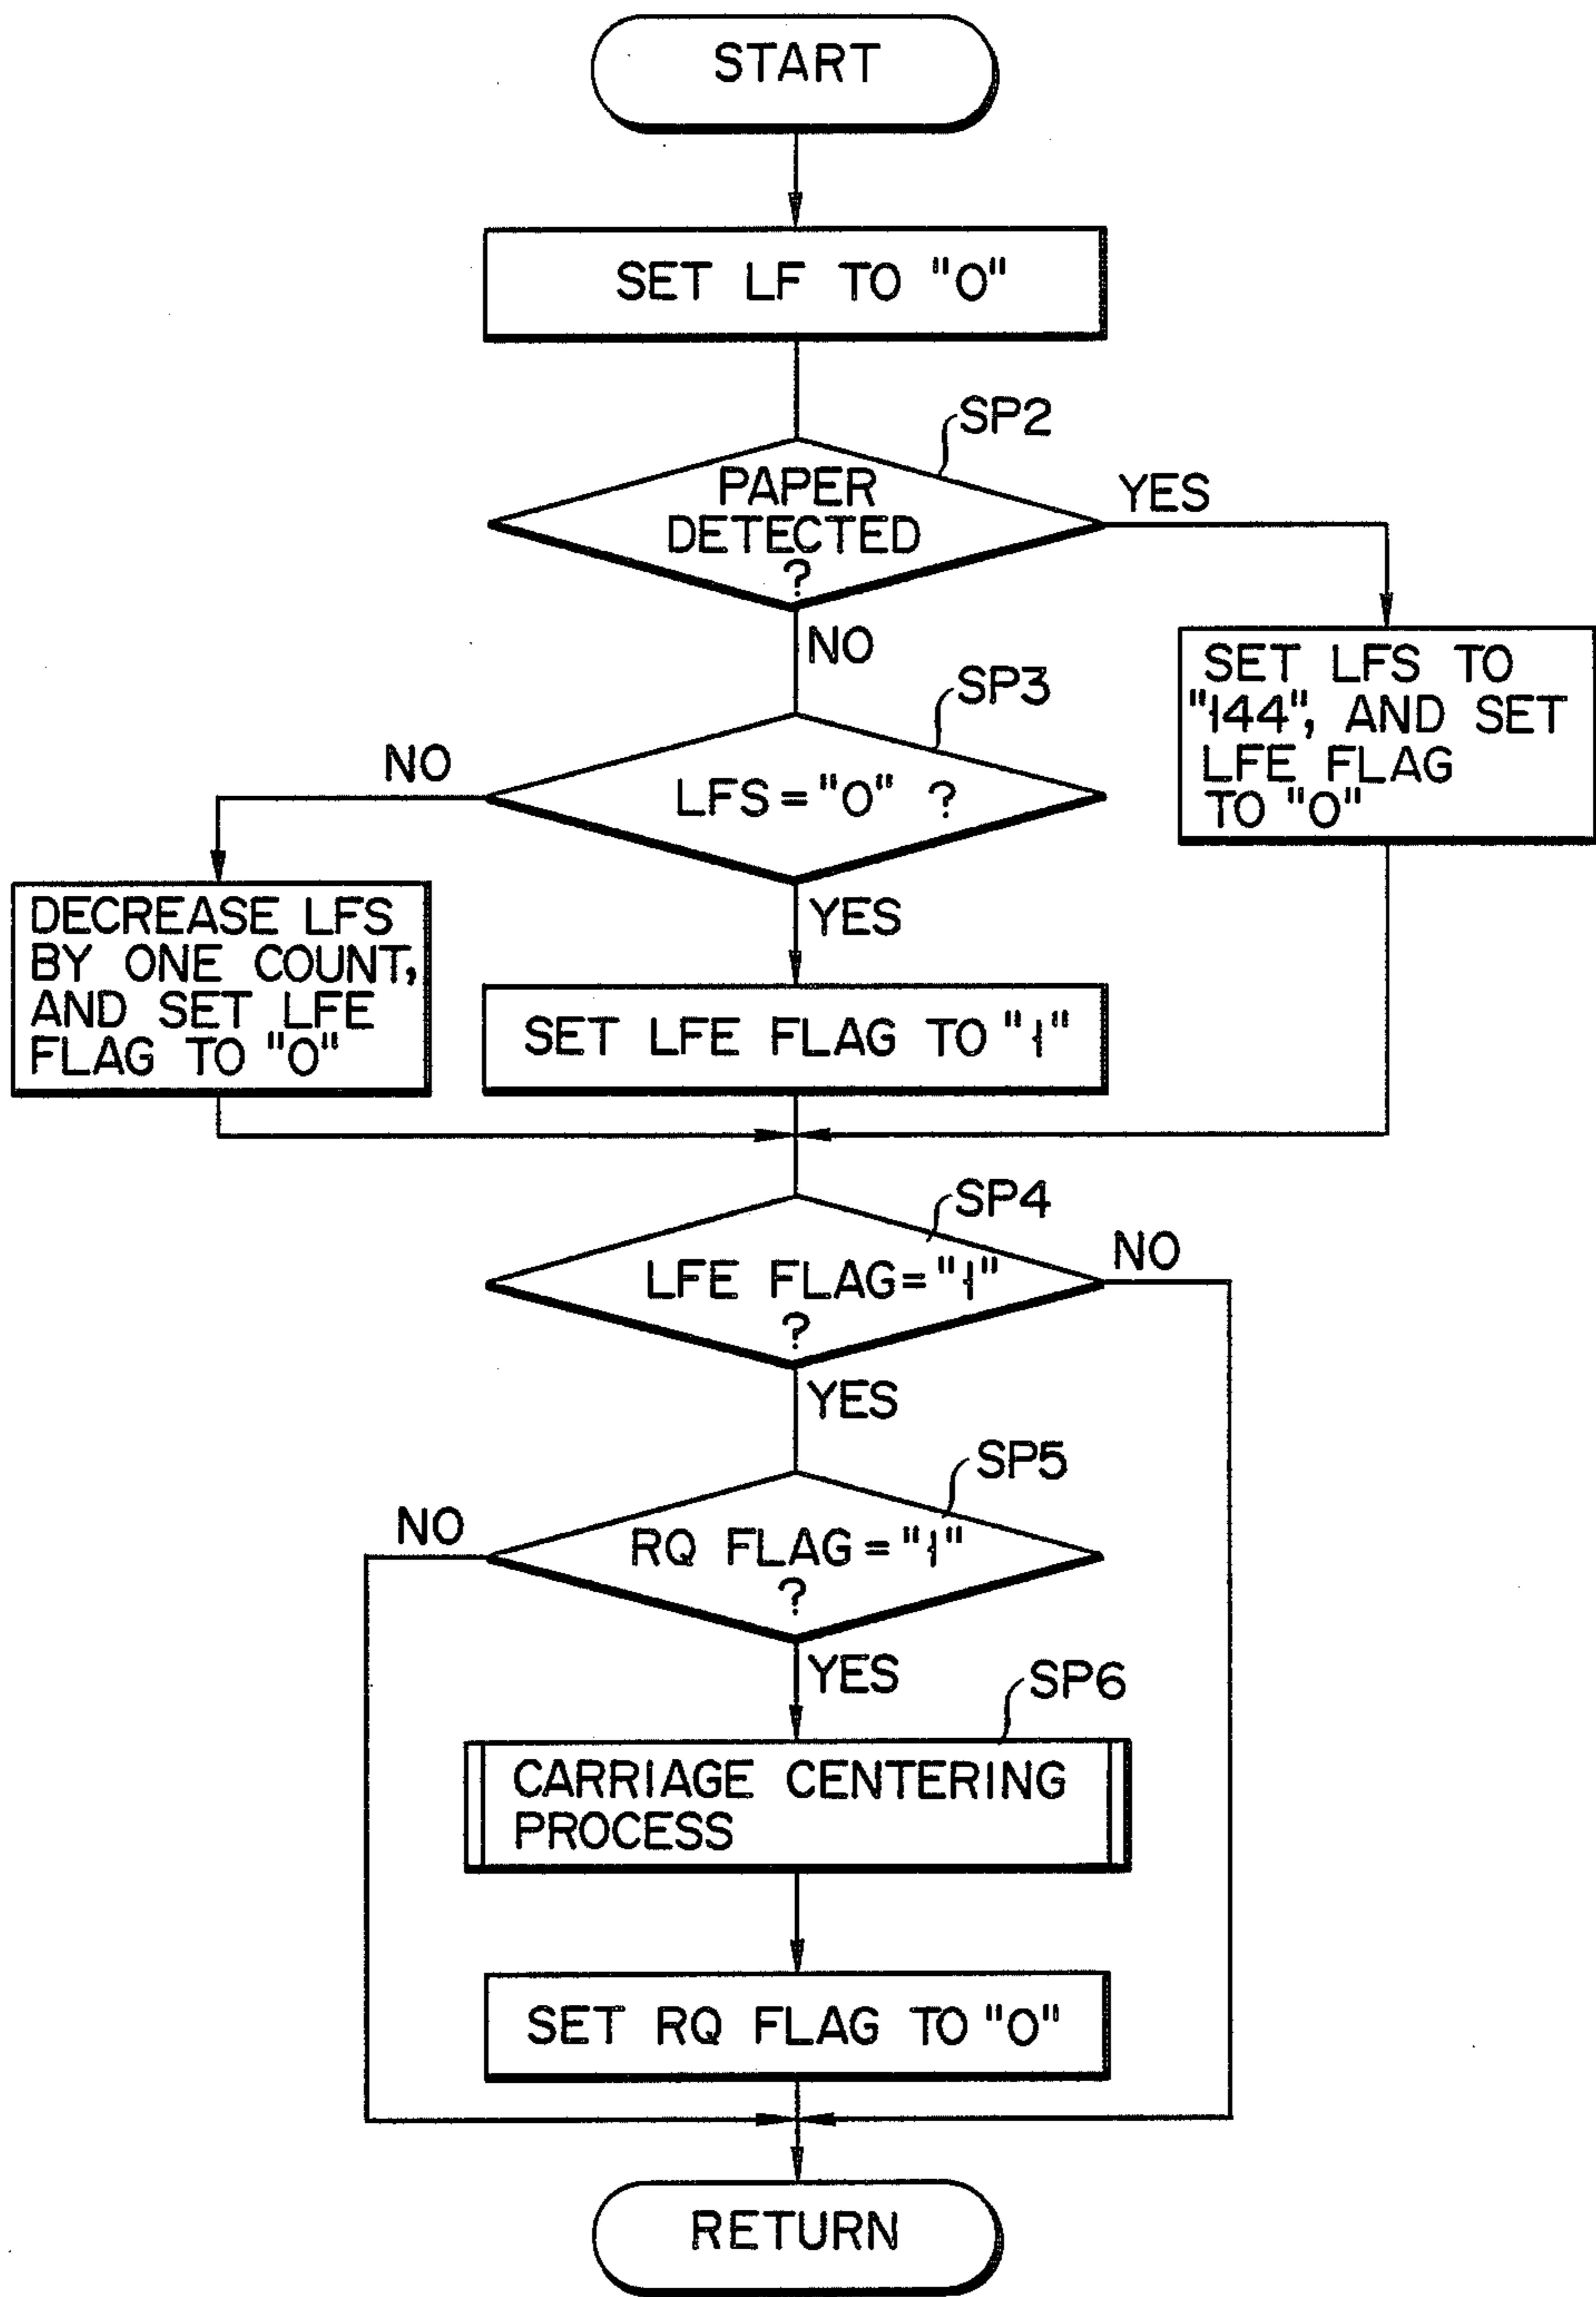 START
SET LF TO "0"
SP2
PAPER
DETECTED
?
YES
NO
SET LFS TO
"144", AND SET
LFE FLAG
TO "0"
SP3
LFS="0" ?
NO
YES
DECREASE LFS
BY ONE COUNT,
AND SET LFE
FLAG TO "0"
SET LFE FLAG TO "1"
SP4
LFE FLAG="1"
?
NO
YES
SP5
RQ FLAG="1"
?
NO
YES
SP6
CARRIAGE CENTERING
PROCESS
SET RQ FLAG TO "0"
RETURN